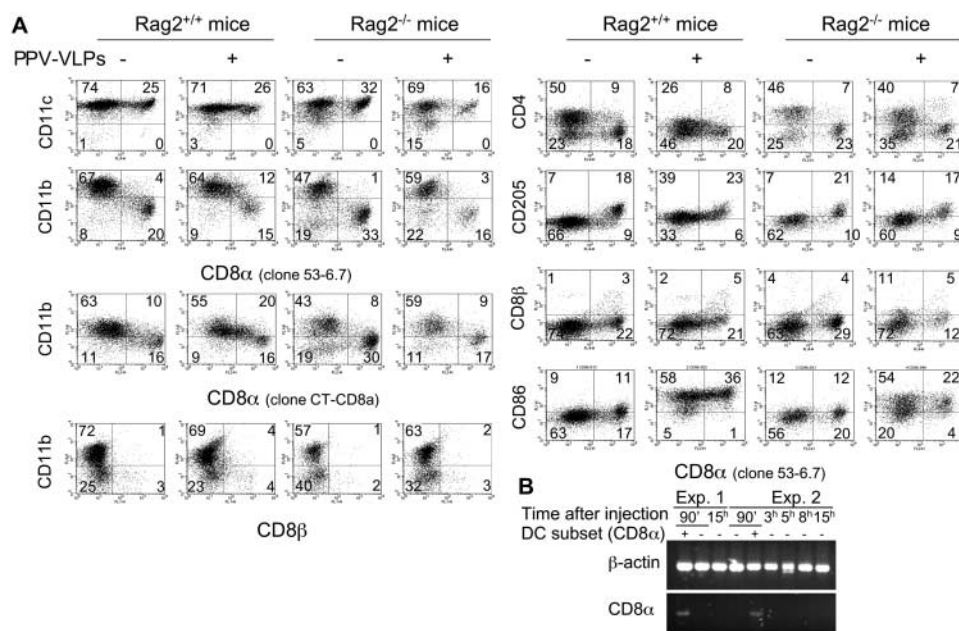 A
Rag2+/+ mice Rag2-/- mice Rag2+/+ mice Rag2-/- mice
PPV-VLPs - + - + - + - +
CD11c
74 25 71 26 63 32 69 16
1 0 3 0 5 0 15 0
CD11b
67 4 64 12 47 1 59 3
8 20 9 15 19 33 22 16
CD8α (clone 53-6.7)
CD11b
63 10 55 20 43 8 59 9
11 16 9 16 19 30 11 17
CD8α (clone CT-CD8a)
CD11b
72 1 69 4 57 1 63 2
25 3 23 4 40 2 32 3
CD8β
CD4
50 9 26 8 46 7 40 7
23 18 46 20 25 23 35 21
CD205
7 18 39 23 7 21 14 17
66 9 33 6 62 10 60 9
CD8β
1 3 2 5 4 4 11 5
22 72 21 63 29 72 12
CD86
9 11 58 36 12 12 54 22
63 17 5 1 56 20 20 4
CD8α (clone 53-6.7)
B
Exp. 1 Exp. 2
Time after injection 90' 15h 90' 3h 5h 8h 15h
DC subset (CD8α) + - - - + - - - -
β-actin
CD8α